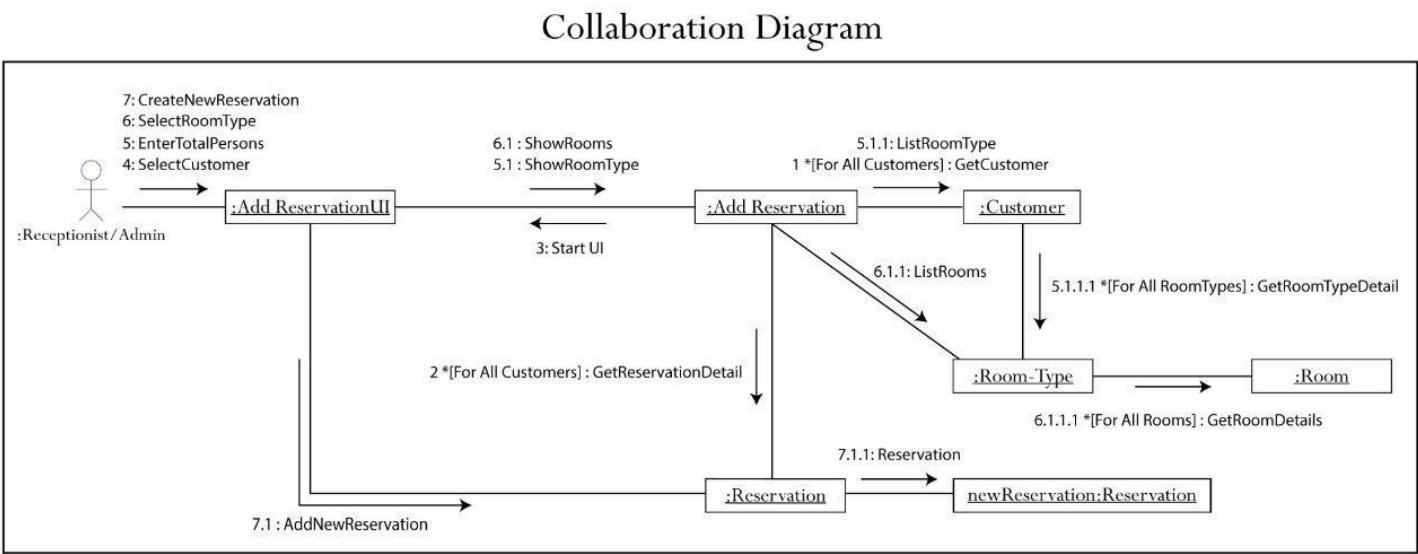 Collaboration Diagram
7: CreateNewReservation
6: SelectRoomType
5: EnterTotalPersons
4: SelectCustomer
:Receptionist/Admin
:Add ReservationUI
6.1 : ShowRooms
5.1 : ShowRoomType
3: Start UI
:Add Reservation
5.1.1: ListRoomType
1 *[For All Customers] : GetCustomer
:Customer
6.1.1: ListRooms
5.1.1.1 *[For All RoomTypes] : GetRoomTypeDetail
2 *[For All Customers] : GetReservationDetail
:Room-Type
:Room
6.1.1.1 *[For All Rooms] : GetRoomDetails
7.1.1: Reservation
:Reservation
newReservation:Reservation
7.1 : AddNewReservation